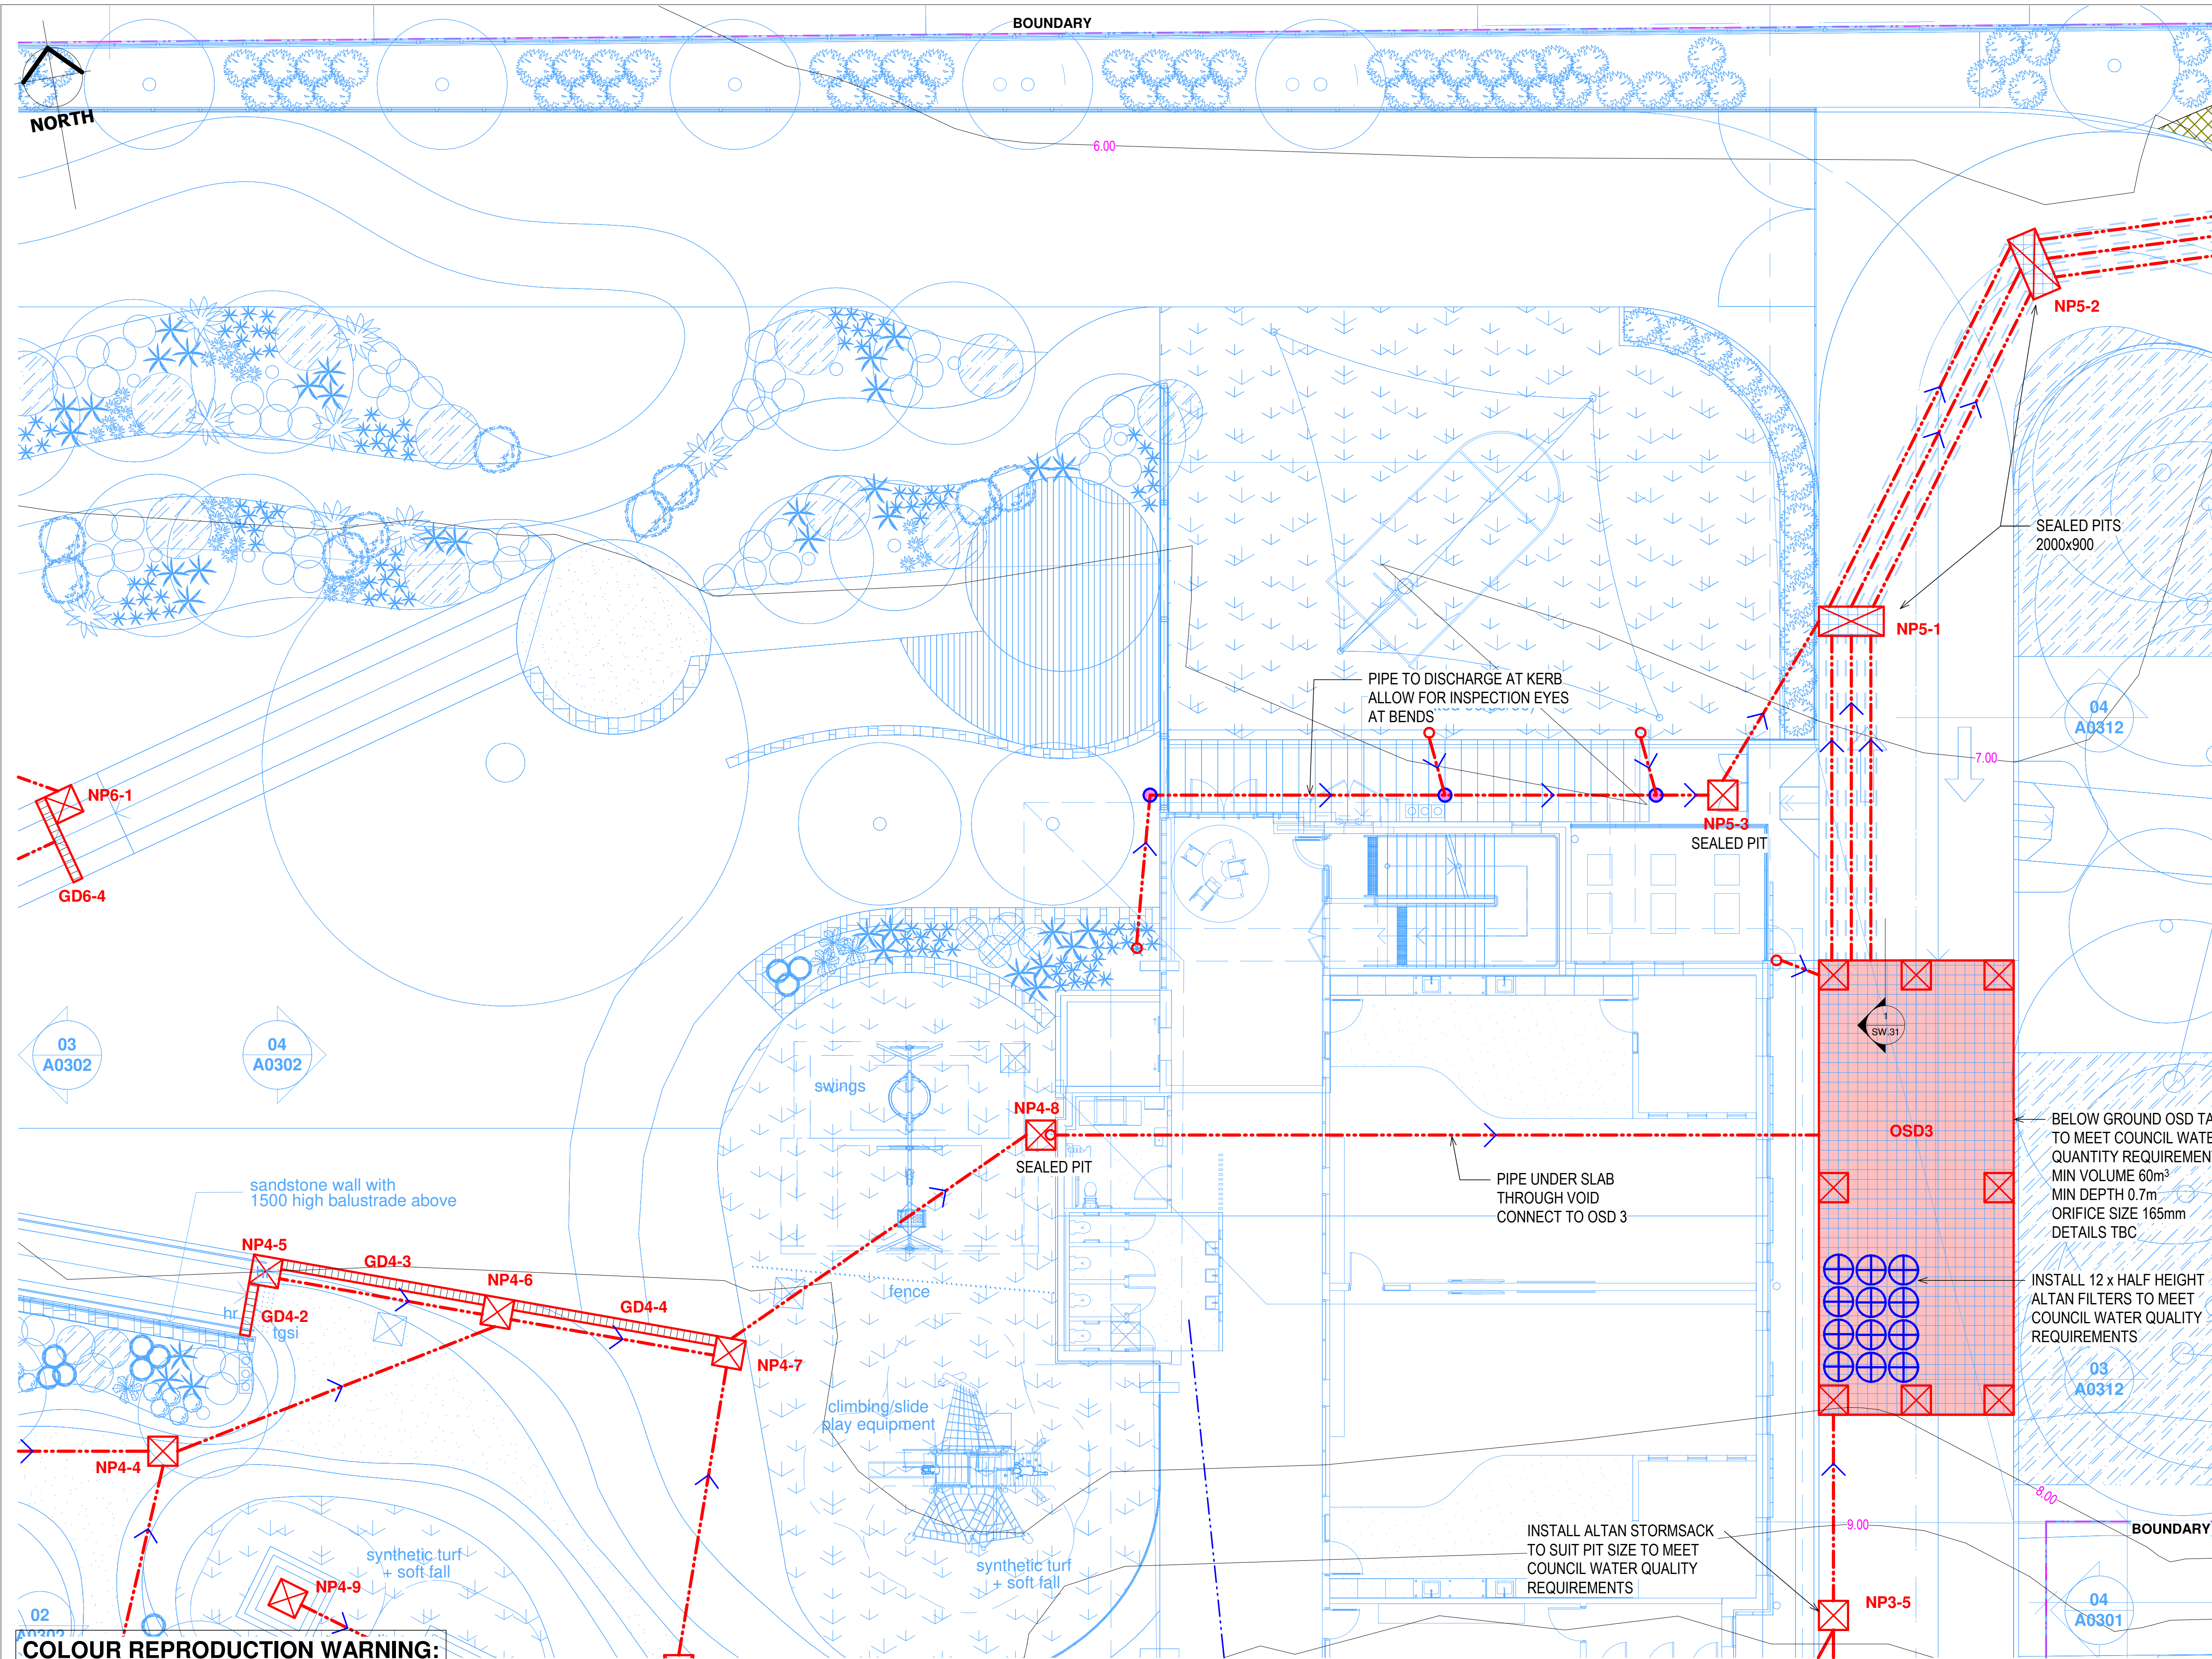 BOUNDARY
NORTH
6.00
NP5-2
SEALED PITS
2000x900
NP5-1
PIPE TO DISCHARGE AT KERB
ALLOW FOR INSPECTION EYES
AT BENDS
04
A0312
7.00
NP6-1
GD6-4
NP5-3
SEALED PIT
1
SW.31
03
A0302
04
A0302
swings
NP4-8
SEALED PIT
OSD3
BELOW GROUND OSD TA
TO MEET COUNCIL WATE
QUANTITY REQUIREMEN
MIN VOLUME 60m³
MIN DEPTH 0.7m
ORIFICE SIZE 165mm
DETAILS TBC
PIPE UNDER SLAB
THROUGH VOID
CONNECT TO OSD 3
sandstone wall with
1500 high balustrade above
NP4-5
GD4-3
NP4-6
GD4-4
fence
hr
hr
GD4-2
tgsi
NP4-7
INSTALL 12 x HALF HEIGHT
ALTAN FILTERS TO MEET
COUNCIL WATER QUALITY
REQUIREMENTS
03
A0312
climbing/slide
play equipment
NP4-4
8.00
9.00
BOUNDARY
INSTALL ALTAN STORMSACK
TO SUIT PIT SIZE TO MEET
COUNCIL WATER QUALITY
REQUIREMENTS
synthetic turf
+ soft fall
synthetic turf
+ soft fall
NP4-9
NP3-5
04
A0301
02
A0302
COLOUR REPRODUCTION WARNING: